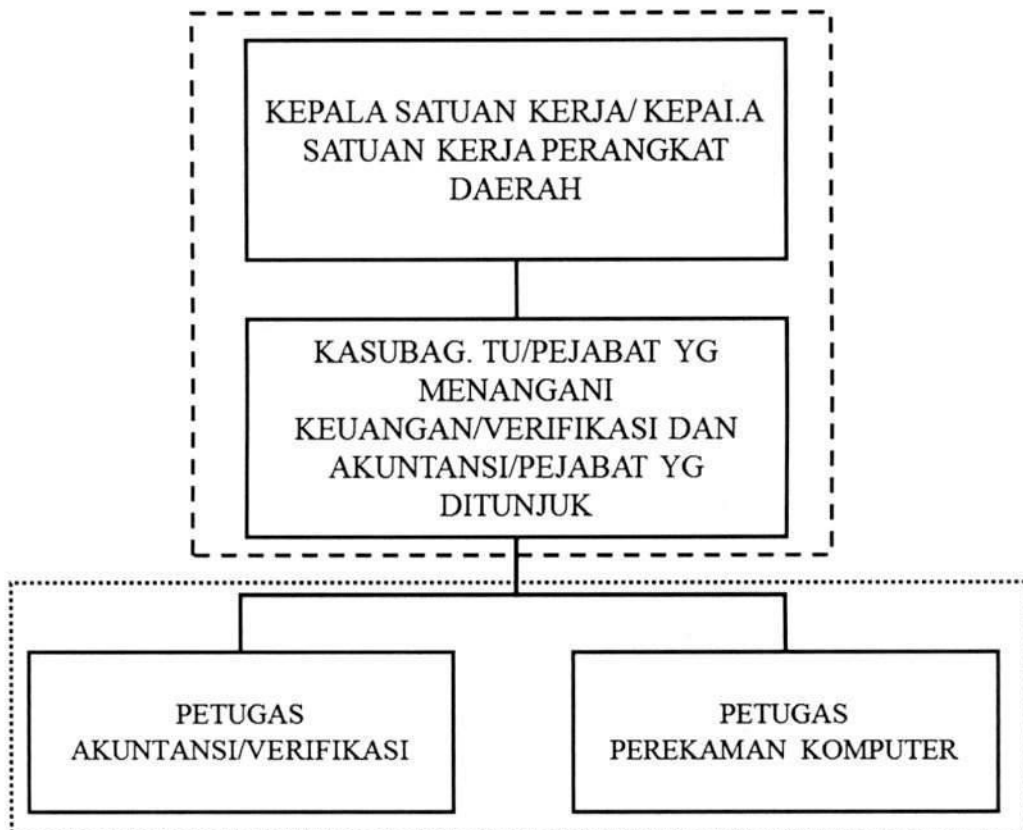 KEPALA SATUAN KERJA/ KEPAI.A
SATUAN KERJA PERANGKAT
DAERAH
KASUBAG. TU/PEJABAT YG
MENANGANI
KEUANGAN/VERIFIKASI DAN
AKUNTANSI/PEJABAT YG
DITUNJUK
PETUGAS
AKUNTANSI/VERIFIKASI
PETUGAS
PEREKAMAN KOMPUTER